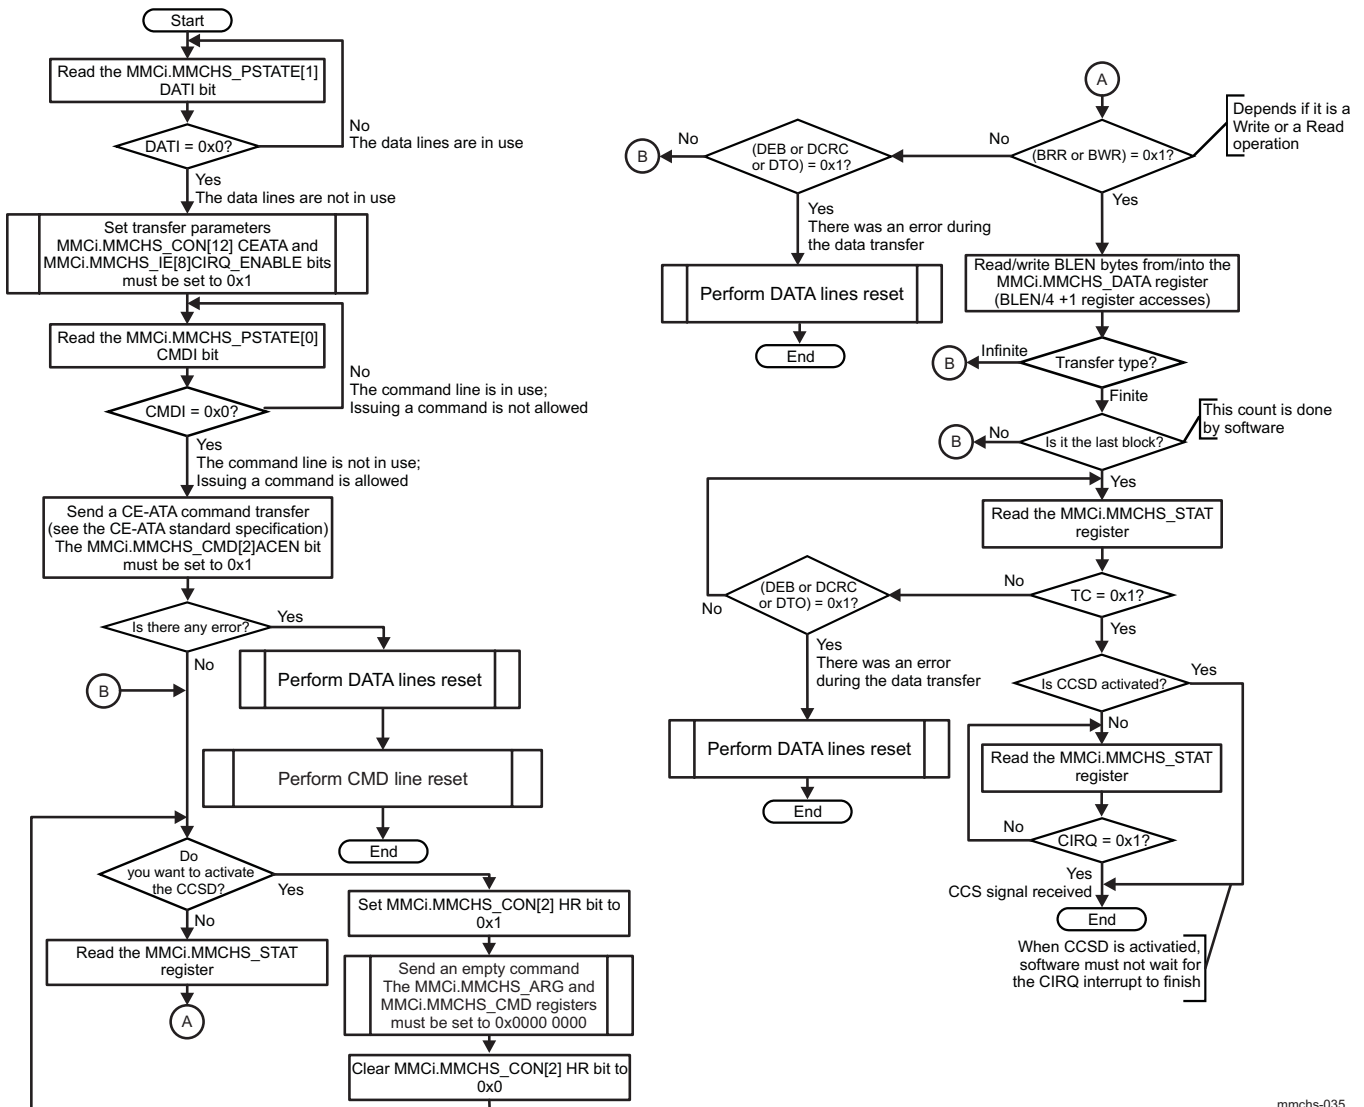 Start
Read the MMCi.MMCHS_PSTATE[1]
DATI bit
No
The data lines are in use
DATI = 0x0?
Yes
The data lines are not in use
Set transfer parameters
MMCi.MMCHS_CON[12] CEATA and
MMCi.MMCHS_IE[8]CIRQ_ENABLE bits
must be set to 0x1
Read the MMCi.MMCHS_PSTATE[0]
CMDI bit
No
The command line is in use;
Issuing a command is not allowed
CMDI = 0x0?
Yes
The command line is not in use;
Issuing a command is allowed
Send a CE-ATA command transfer
(see the CE-ATA standard specification)
The MMCi.MMCHS_CMD[2]ACEN bit
must be set to 0x1
Is there any error?
Yes
No
Perform DATA lines reset
B
Perform CMD line reset
End
Do
you want to activate
the CCSD?
Yes
No
Set MMCi.MMCHS_CON[2] HR bit to
0x1
Read the MMCi.MMCHS_STAT
register
A
Send an empty command
The MMCi.MMCHS_ARG and
MMCi.MMCHS_CMD registers
must be set to 0x0000 0000
Clear MMCi.MMCHS_CON[2] HR bit to
0x0
A
Depends if it is a
Write or a Read
operation
(BRR or BWR) = 0x1?
No
Yes
(DEB or DCRC
or DTO) = 0x1?
No
B
Yes
There was an error during
the data transfer
Perform DATA lines reset
End
Read/write BLEN bytes from/into the
MMCi.MMCHS_DATA register
(BLEN/4 +1 register accesses)
Transfer type?
Infinite
B
Finite
This count is done
by software
Is it the last block?
No
B
Yes
Read the MMCi.MMCHS_STAT
register
TC = 0x1?
No
(DEB or DCRC
or DTO) = 0x1?
No
Yes
There was an error
during the data transfer
Perform DATA lines reset
End
Yes
Is CCSD activated?
Yes
No
Read the MMCi.MMCHS_STAT
register
CIRQ = 0x1?
No
Yes
CCS signal received
End
When CCSD is activatied,
software must not wait for
the CIRQ interrupt to finish
mmchs-035